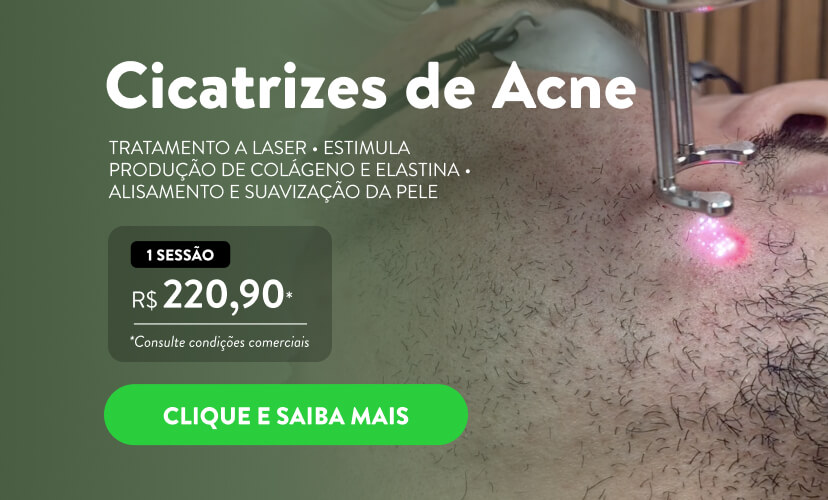 Cicatrizes de Acne
TRATAMENTO A LASER • ESTIMULA
PRODUÇÃO DE COLÁGENO E ELASTINA •
ALISAMENTO E SUAVIZAÇÃO DA PELE
1 SESSÃO
R$ 220,90*
*Consulte condições comerciais
CLIQUE E SAIBA MAIS